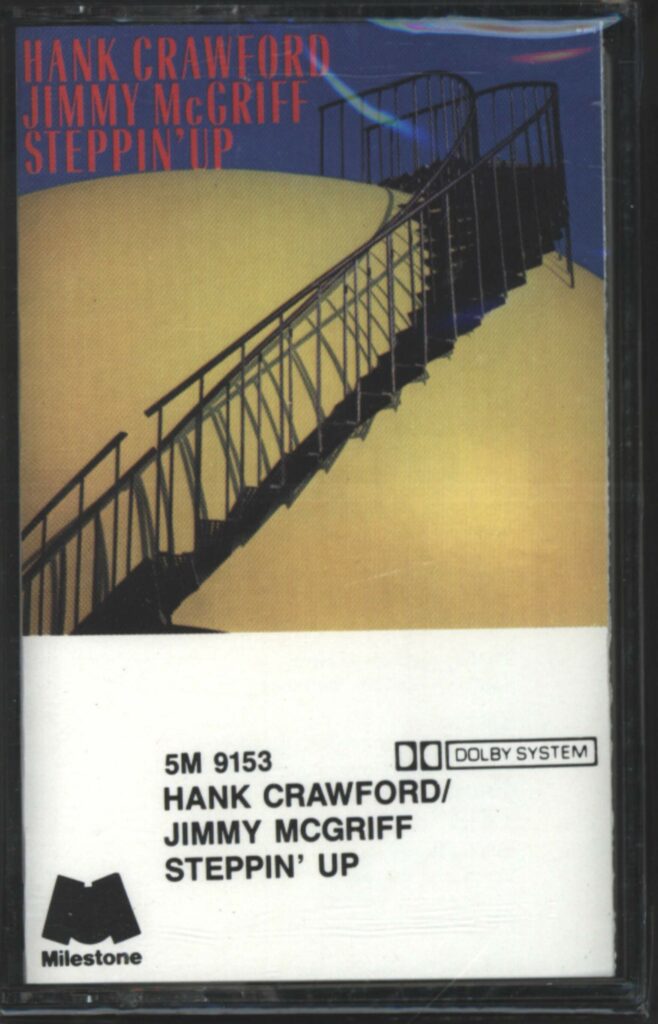 HANK CRAWFORD
JIMMY McGRIFF
STEPPIN' UP
5M 9153
DOLBY SYSTEM
HANK CRAWFORD/
JIMMY MCGRIFF
STEPPIN' UP
Milestone